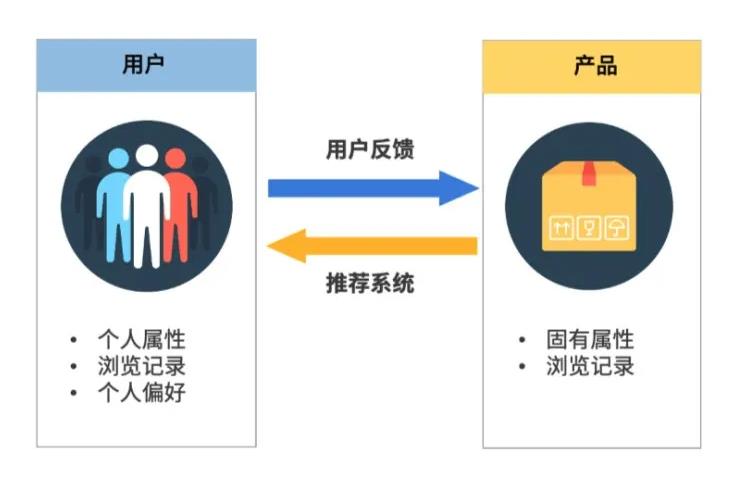 用户
产品
用户反馈
推荐系统
• 个人属性
• 浏览记录
• 个人偏好
• 固有属性
• 浏览记录